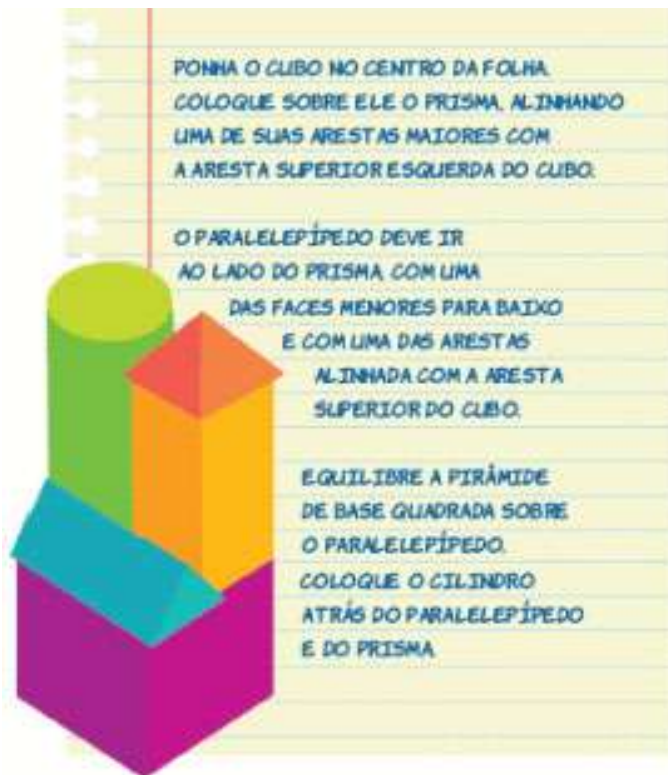 PONHA O CUBO NO CENTRO DA FOLHA.
COLOQUE SOBRE ELE O PRISMA, ALINHANDO
UMA DE SUAS ARESTAS MAIORES COM
A ARESTA SUPERIOR ESQUERDA DO CUBO.
O PARALELEPÍPEDO DEVE IR
AO LADO DO PRISMA, COM UMA
DAS FACES MENORES PARA BAIXO
E COM UMA DAS ARESTAS
ALINHADA COM A ARESTA
SUPERIOR DO CUBO.
EQUILIBRE A PIRÂMIDE
DE BASE QUADRADA SOBRE
O PARALELEPÍPEDO.
COLOQUE O CILINDRO
ATRÁS DO PARALELEPÍPEDO
E DO PRISMA.